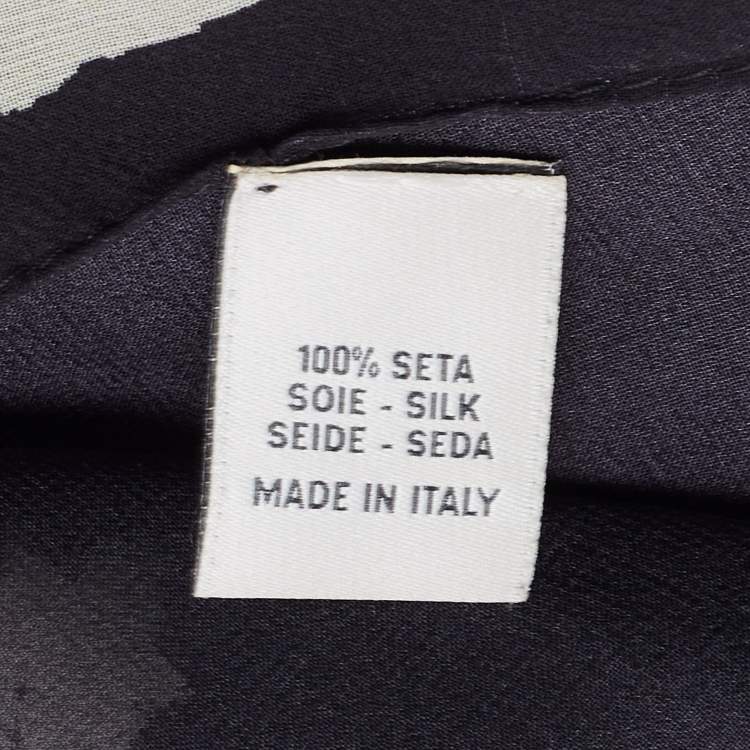 100% SETA
SOIE - SILK
SEIDE - SEDA
MADE IN ITALY